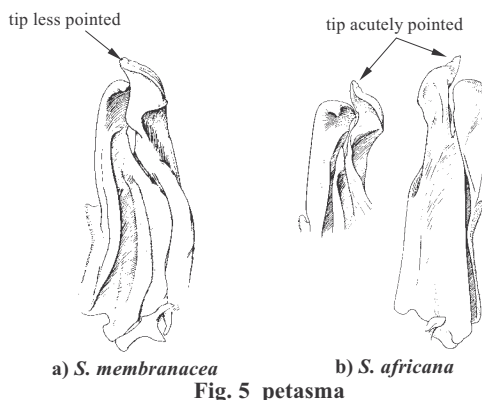 tip less pointed
tip acutely pointed
a) S. membranacea
b) S. africana
Fig. 5 petasma